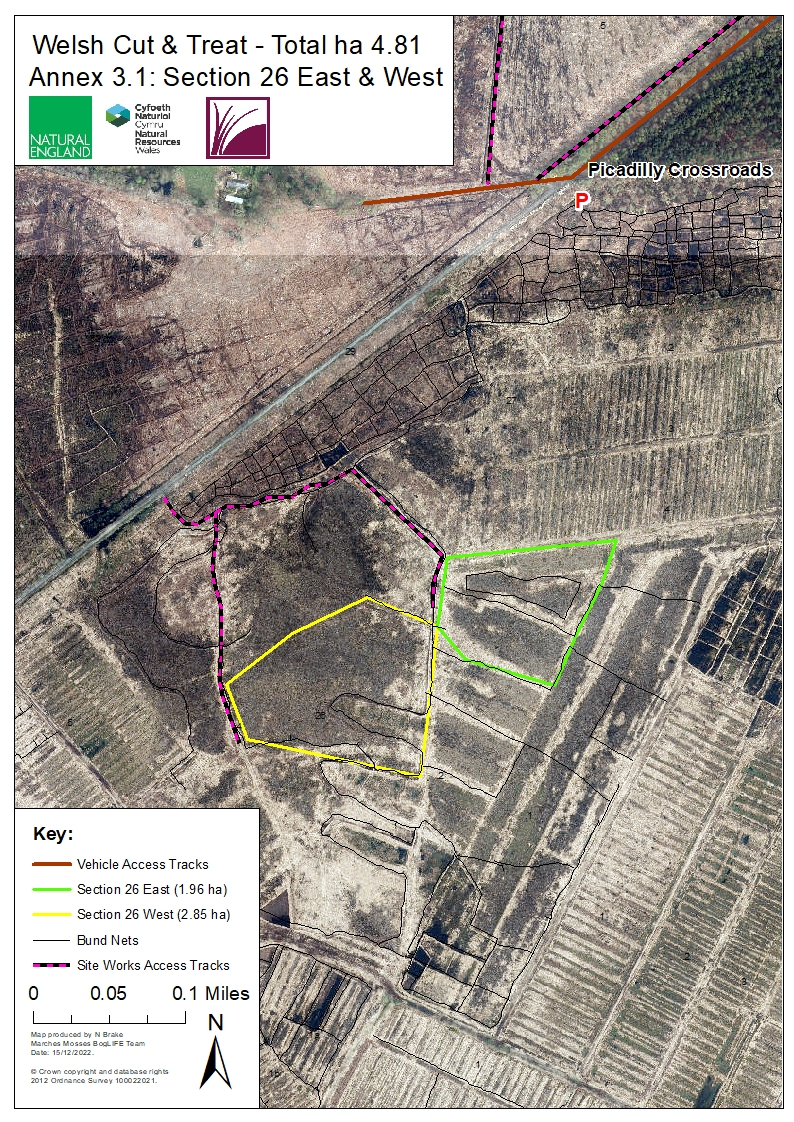 Welsh Cut & Treat - Total ha 4.81
Annex 3.1: Section 26 East & West
NATURAL
ENGLAND
Cyfoeth
Naturiol
Cymru
Natural
Resources
Wales
Picadilly Crossroads
P
Key:
Vehicle Access Tracks
Section 26 East (1.96 ha)
Section 26 West (2.85 ha)
Bund Nets
Site Works Access Tracks
0 0.05 0.1 Miles
N
Map produced by N Brake
Marches Mosses BogLIFE Team
Date: 15/12/2022.
© Crown copyright and database rights
2012 Ordnance Survey 100022021.